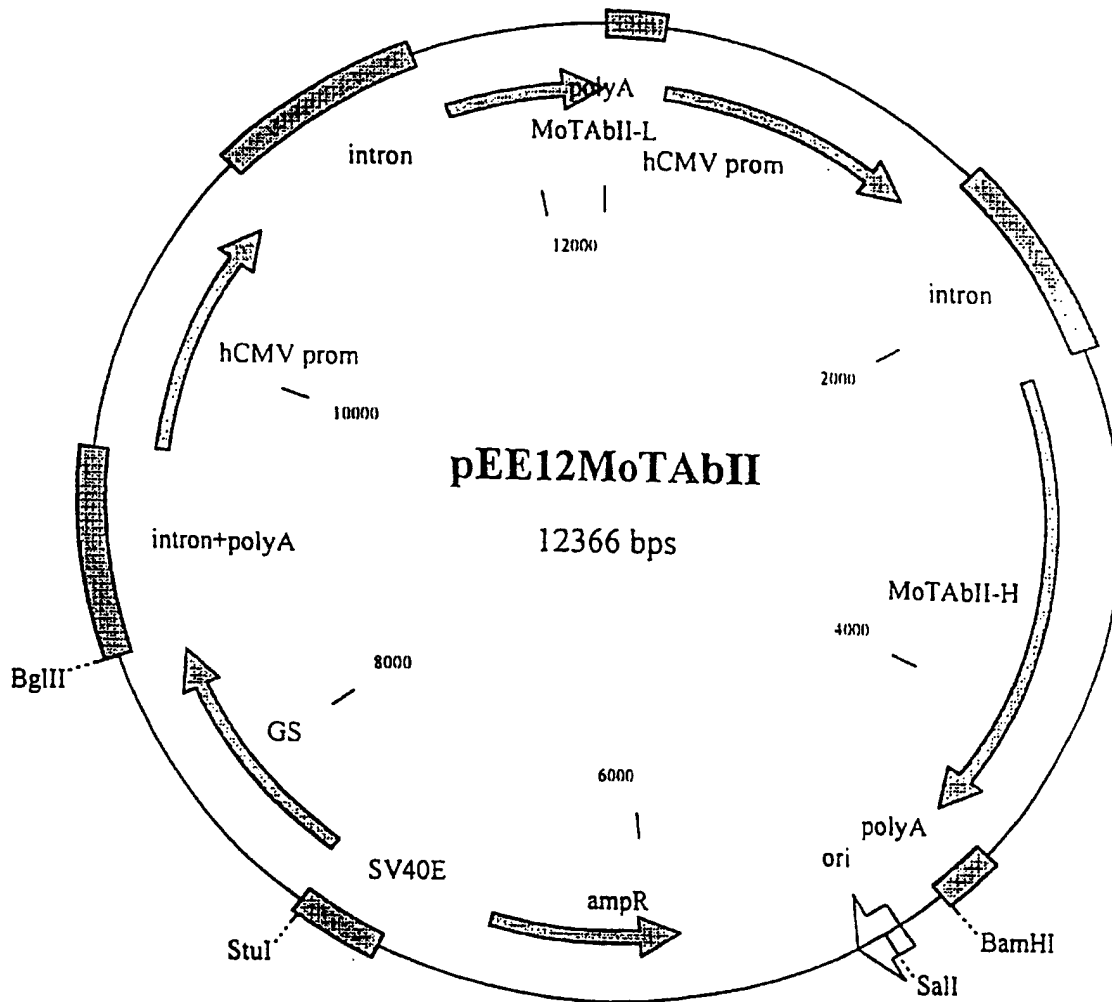 polyA
MoTAbII-L
intron
hCMV prom
12000
intron
hCMV prom
2000
10000
pEE12MoTAbII
12366 bps
intron+polyA
MoTAbII-H
4000
8000
BglII
GS
6000
polyA
ori
SV40E
ampR
StuI
BamHI
SalI